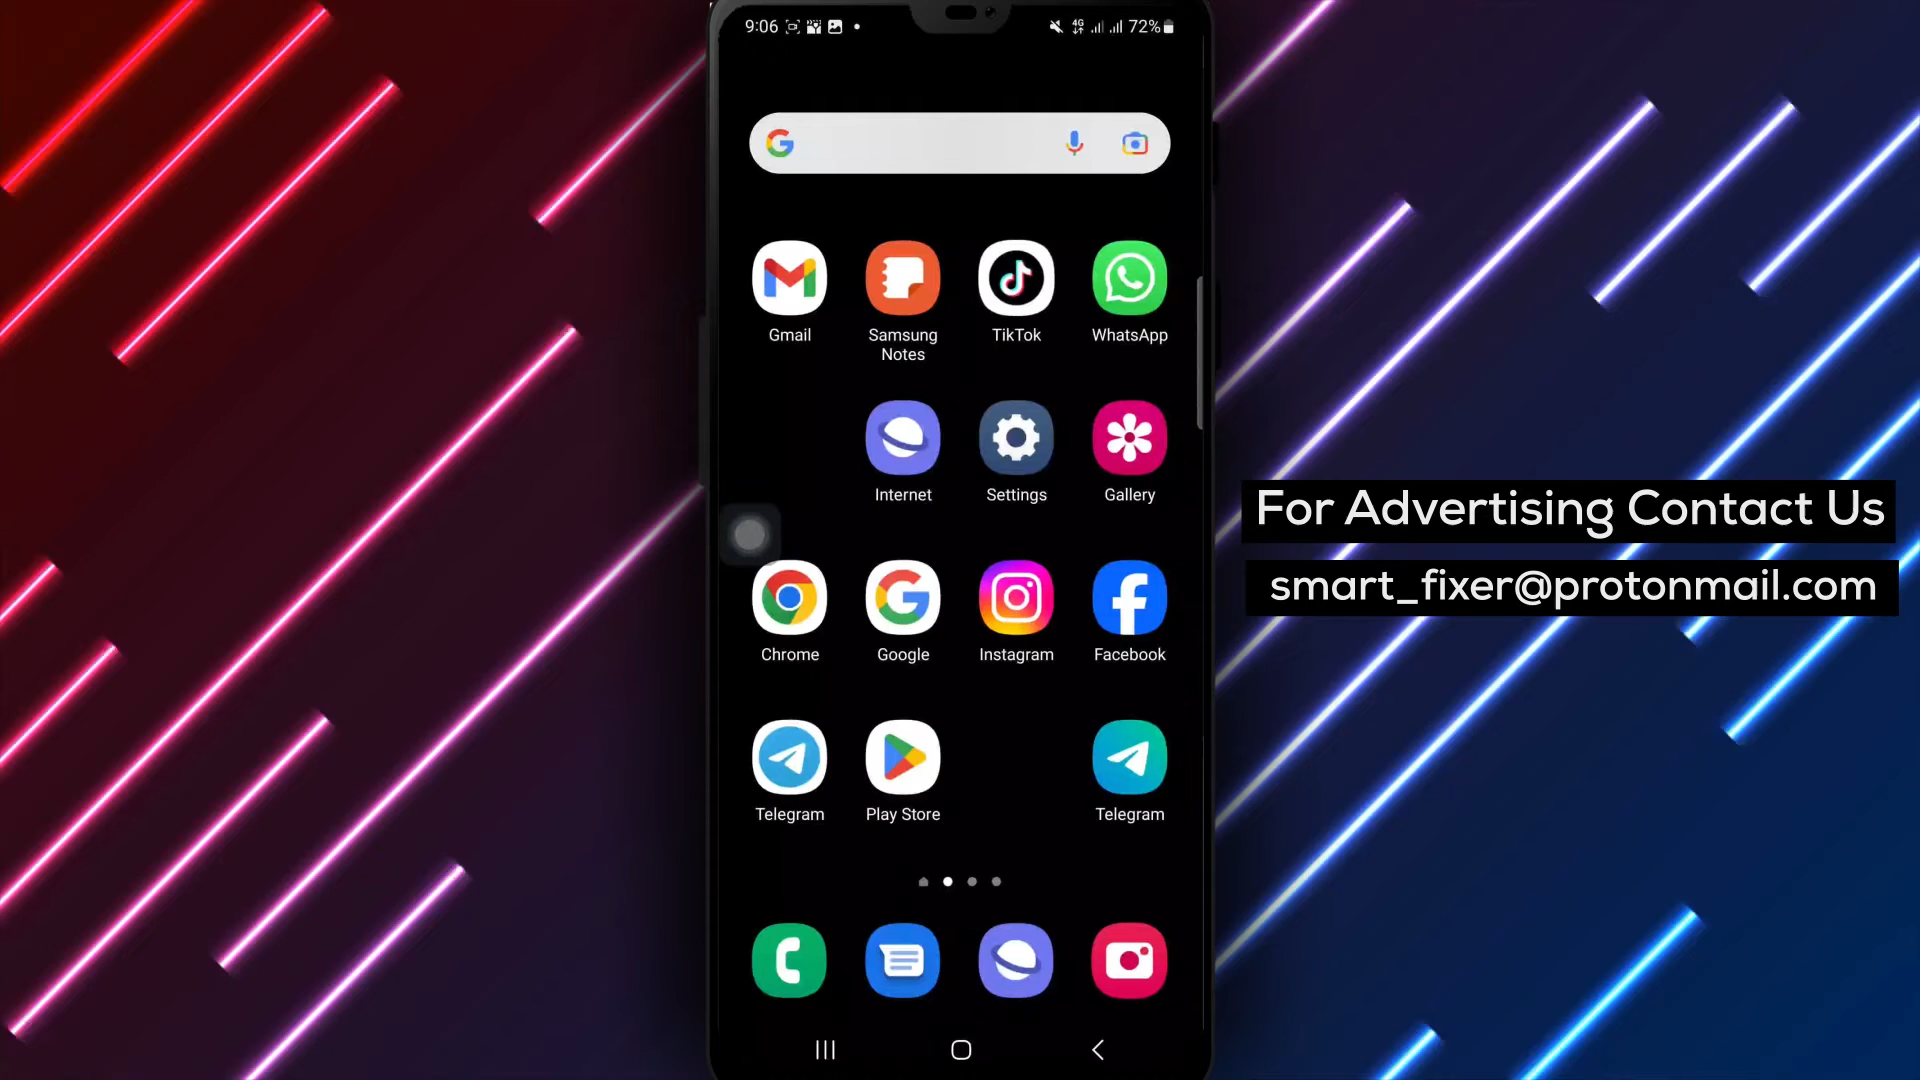 9:06
4G
72%
Gmail
Samsung
Notes
TikTok
WhatsApp
Internet
Settings
Gallery
For Advertising Contact Us
smart_fixer@protonmail.com
Chrome
Google
Instagram
Facebook
Telegram
Play Store
Telegram